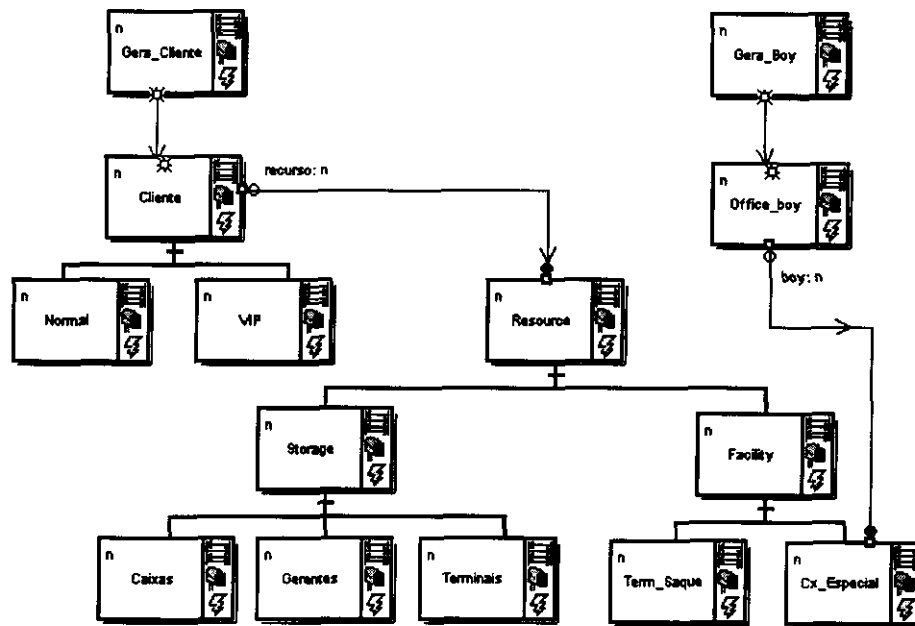 n
Gera_Cliente
n
Gera_Boy
n
Cliente
recurso: n
n
Office_boy
boy: n
n
Normal
n
VIP
n
Resource
n
Storage
n
Facility
n
Caixas
n
Gerentes
n
Terminais
n
Term_Saque
n
Cx_Especial